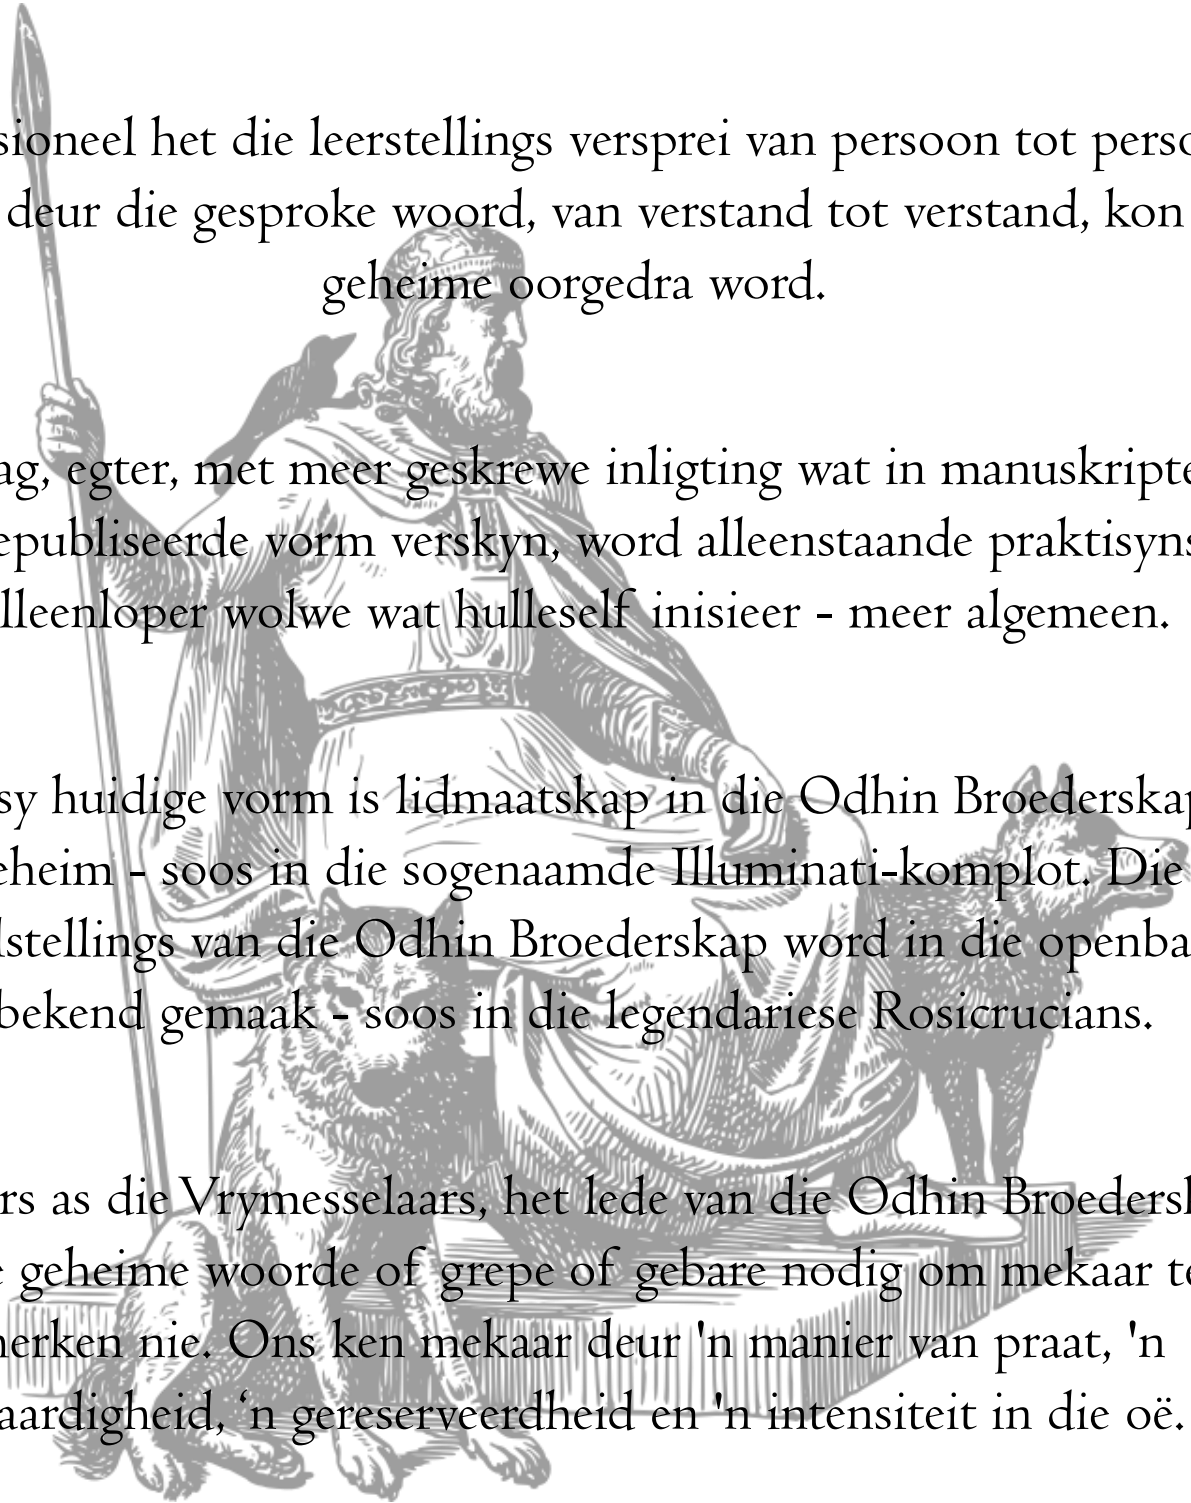 sioneel het die leerstellings versprei van persoon tot perso
deur die gesproke woord, van verstand tot verstand, kon
geheime oorgedra word.
ag, egter, met meer geskrewe inligting wat in manuskripte
epubliseerde vorm verskyn, word alleenstaande praktisyns
lleenloper wolwe wat hulleself inisieer - meer algemeen.
sy huidige vorm is lidmaatskap in die Odhin Broederskap
eheim - soos in die sogenaamde Illuminati-komplot. Die
lstellings van die Odhin Broederskap word in die openba
bekend gemaak - soos in die legendariese Rosicrucians.
rs as die Vrymesselaars, het lede van die Odhin Broedersk
e geheime woorde of grepe of gebare nodig om mekaar te
herken nie. Ons ken mekaar deur 'n manier van praat, 'n
aardigheid, ‘n gereserveerdheid en 'n intensiteit in die oë.